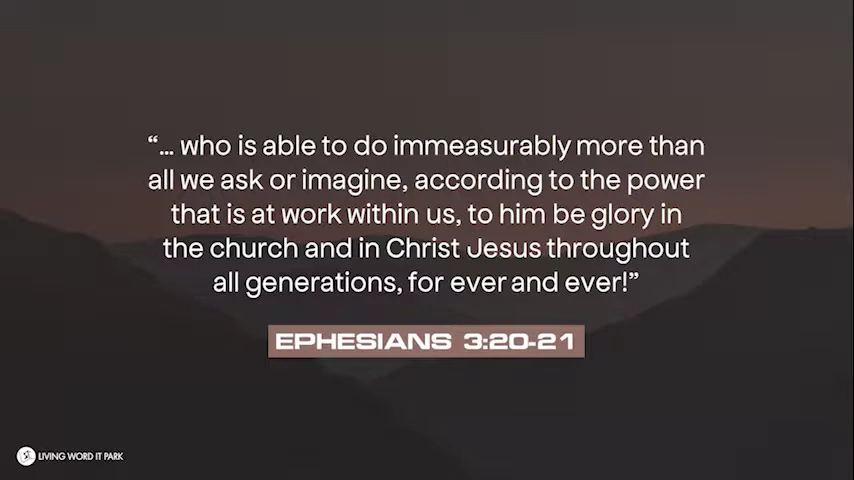 “... who is able to do immeasurably more than
all we ask or imagine, according to the power
that is at work within us, to him be glory in
the church and in Christ Jesus throughout
all generations, for ever and ever!”
EPHESIANS 3:20-21
LIVING WORD IT PARK